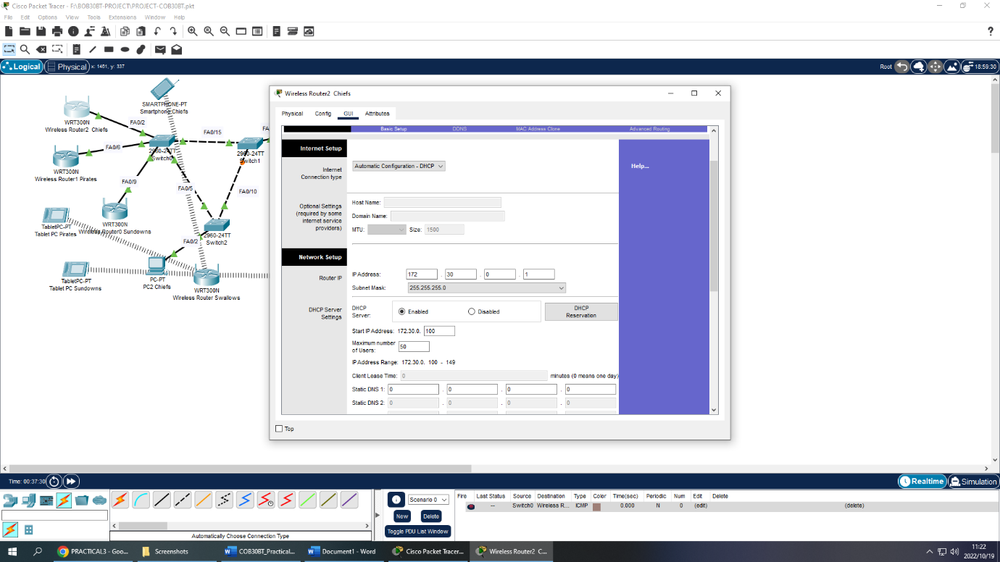 Cisco Packet Tracer - F:\BOB30BT-PROJECT\PROJECT-COB30BT.pkt
File Edit Options View Tools Extensions Window Help
Logical Physical x: 1461, y: 337 Root 18:59:30
SMARTPHONE-PT
Smartphone Chiefs
WRT300N
Wireless Router2 Chiefs
FA0/2
FA0/15
FA
2960-24TT
Switch0
2960-24TT
Switch1
FA0/6
WRT300N
Wireless Router1 Pirates
FA0/9
FA0/5
FA0/10
WRT300N
Wireless Router0 Sundowns
TabletPC-PT
Tablet PC Pirates
2960-24TT
Switch2
FA0/2
TabletPC-PT
Tablet PC Sundowns
PC-PT
PC2 Chiefs
WRT300N
Wireless Router Swallows
Wireless Router2 Chiefs
Physical Config GUI Attributes
Basic Setup DDNS MAC Address Clone Advanced Routing
Internet Setup
Help...
Internet
Connection type
Automatic Configuration - DHCP
Optional Settings
(required by some
internet service
providers)
Host Name:
Domain Name:
MTU: Size: 1500
Network Setup
Router IP
IP Address: 172 . 30 . 0 . 1
Subnet Mask: 255.255.255.0
DHCP Server
Settings
DHCP
Server:
Enabled Disabled
DHCP
Reservation
Start IP Address: 172.30.0. 100
Maximum number
of Users: 50
IP Address Range: 172.30.0. 100 - 149
Client Lease Time: 0 minutes (0 means one day)
Static DNS 1: 0 . 0 . 0 . 0
Static DNS 2: 0 . 0 . 0 . 0
Top
Time: 00:37:30 Realtime Simulation
Automatically Choose Connection Type
Scenario 0
New Delete
Toggle PDU List Window
Fire Last Status Source Destination Type Color Time(sec) Periodic Num Edit Delete
-- Switch0 Wireless R... ICMP 0.000 N 0 (edit) (delete)
PRACTICAL3 - Goo... Screenshots COB30BT_Practical... Document1 - Word Cisco Packet Tracer... Wireless Router2 C...
11:22
2022/10/19